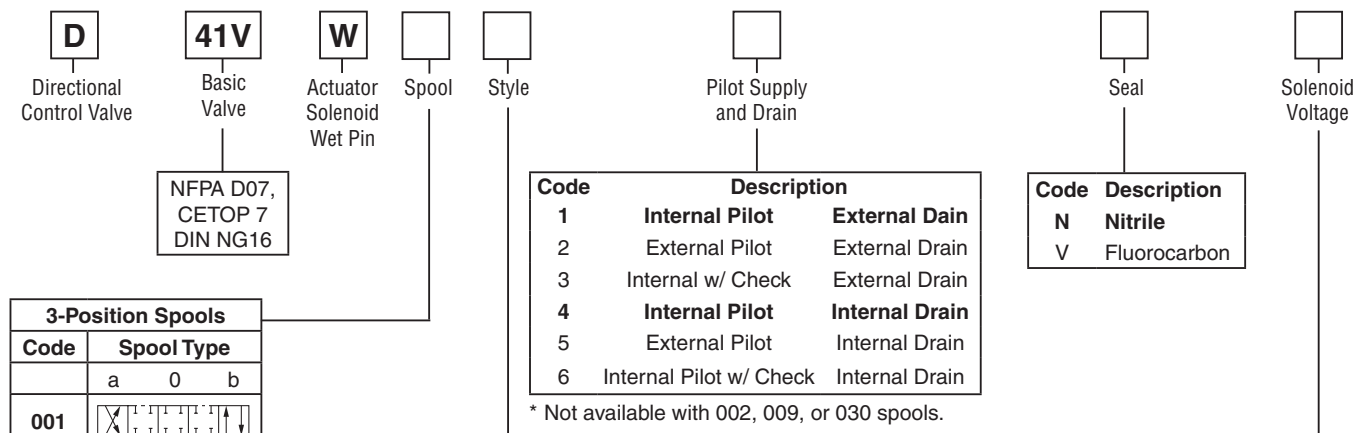 D 41V W
Directional Control Valve
Basic Valve
Actuator Solenoid Wet Pin
Spool
Style
Pilot Supply and Drain
Seal
Solenoid Voltage
NFPA D07,
CETOP 7
DIN NG16
Code Description
1 Internal Pilot External Dain
2 External Pilot External Drain
3 Internal w/ Check External Drain
4 Internal Pilot Internal Drain
5 External Pilot Internal Drain
6 Internal Pilot w/ Check Internal Drain
* Not available with 002, 009, or 030 spools.
Code Description
N Nitrile
V Fluorocarbon
3-Position Spools
Code Spool Type
a 0 b
001